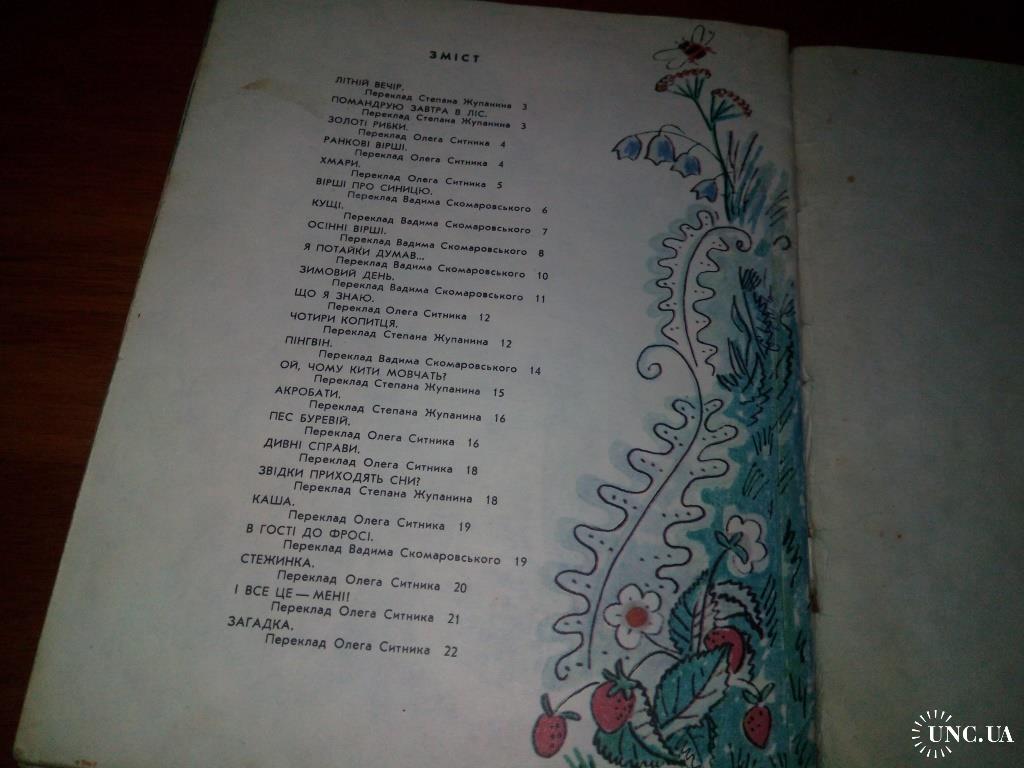 ЗМІСТ
ЛІТНІЙ ВЕЧІР.
Переклад Степана Жупанина 3
ПОМАНДРУЮ ЗАВТРА В ЛІС.
Переклад Степана Жупанина 3
ЗОЛОТІ РИБКИ.
Переклад Олега Ситника 4
РАНКОВІ ВІРШІ.
Переклад Олега Ситника 4
ХМАРИ.
Переклад Олега Ситника 5
ВІРШІ ПРО СИНИЦЮ.
Переклад Вадима Скомаровського 6
КУЩІ.
Переклад Вадима Скомаровського 7
ОСІННІ ВІРШІ.
Переклад Вадима Скомаровського 8
Я ПОТАЙКИ ДУМАВ...
Переклад Вадима Скомаровського 10
ЗИМОВИЙ ДЕНЬ.
Переклад Вадима Скомаровського 11
ЩО Я ЗНАЮ.
Переклад Олега Ситника 12
ЧОТИРИ КОПИТЦЯ.
Переклад Степана Жупанина 12
ПІНГВІН.
Переклад Вадима Скомаровського 14
ОЙ, ЧОМУ КИТИ МОВЧАТЬ?
Переклад Степана Жупанина 15
АКРОБАТИ.
Переклад Степана Жупанина 16
ПЕС БУРЕВІЙ.
Переклад Олега Ситника 16
ДИВНІ СПРАВИ.
Переклад Олега Ситника 18
ЗВІДКИ ПРИХОДЯТЬ СНИ?
Переклад Степана Жупанина 18
КАША.
Переклад Олега Ситника 19
В ГОСТІ ДО ФРОСІ.
Переклад Вадима Скомаровського 19
СТЕЖИНКА.
Переклад Олега Ситника 20
І ВСЕ ЦЕ — МЕНІ!
Переклад Олега Ситника 21
ЗАГАДКА.
Переклад Олега Ситника 22
UNC.UA